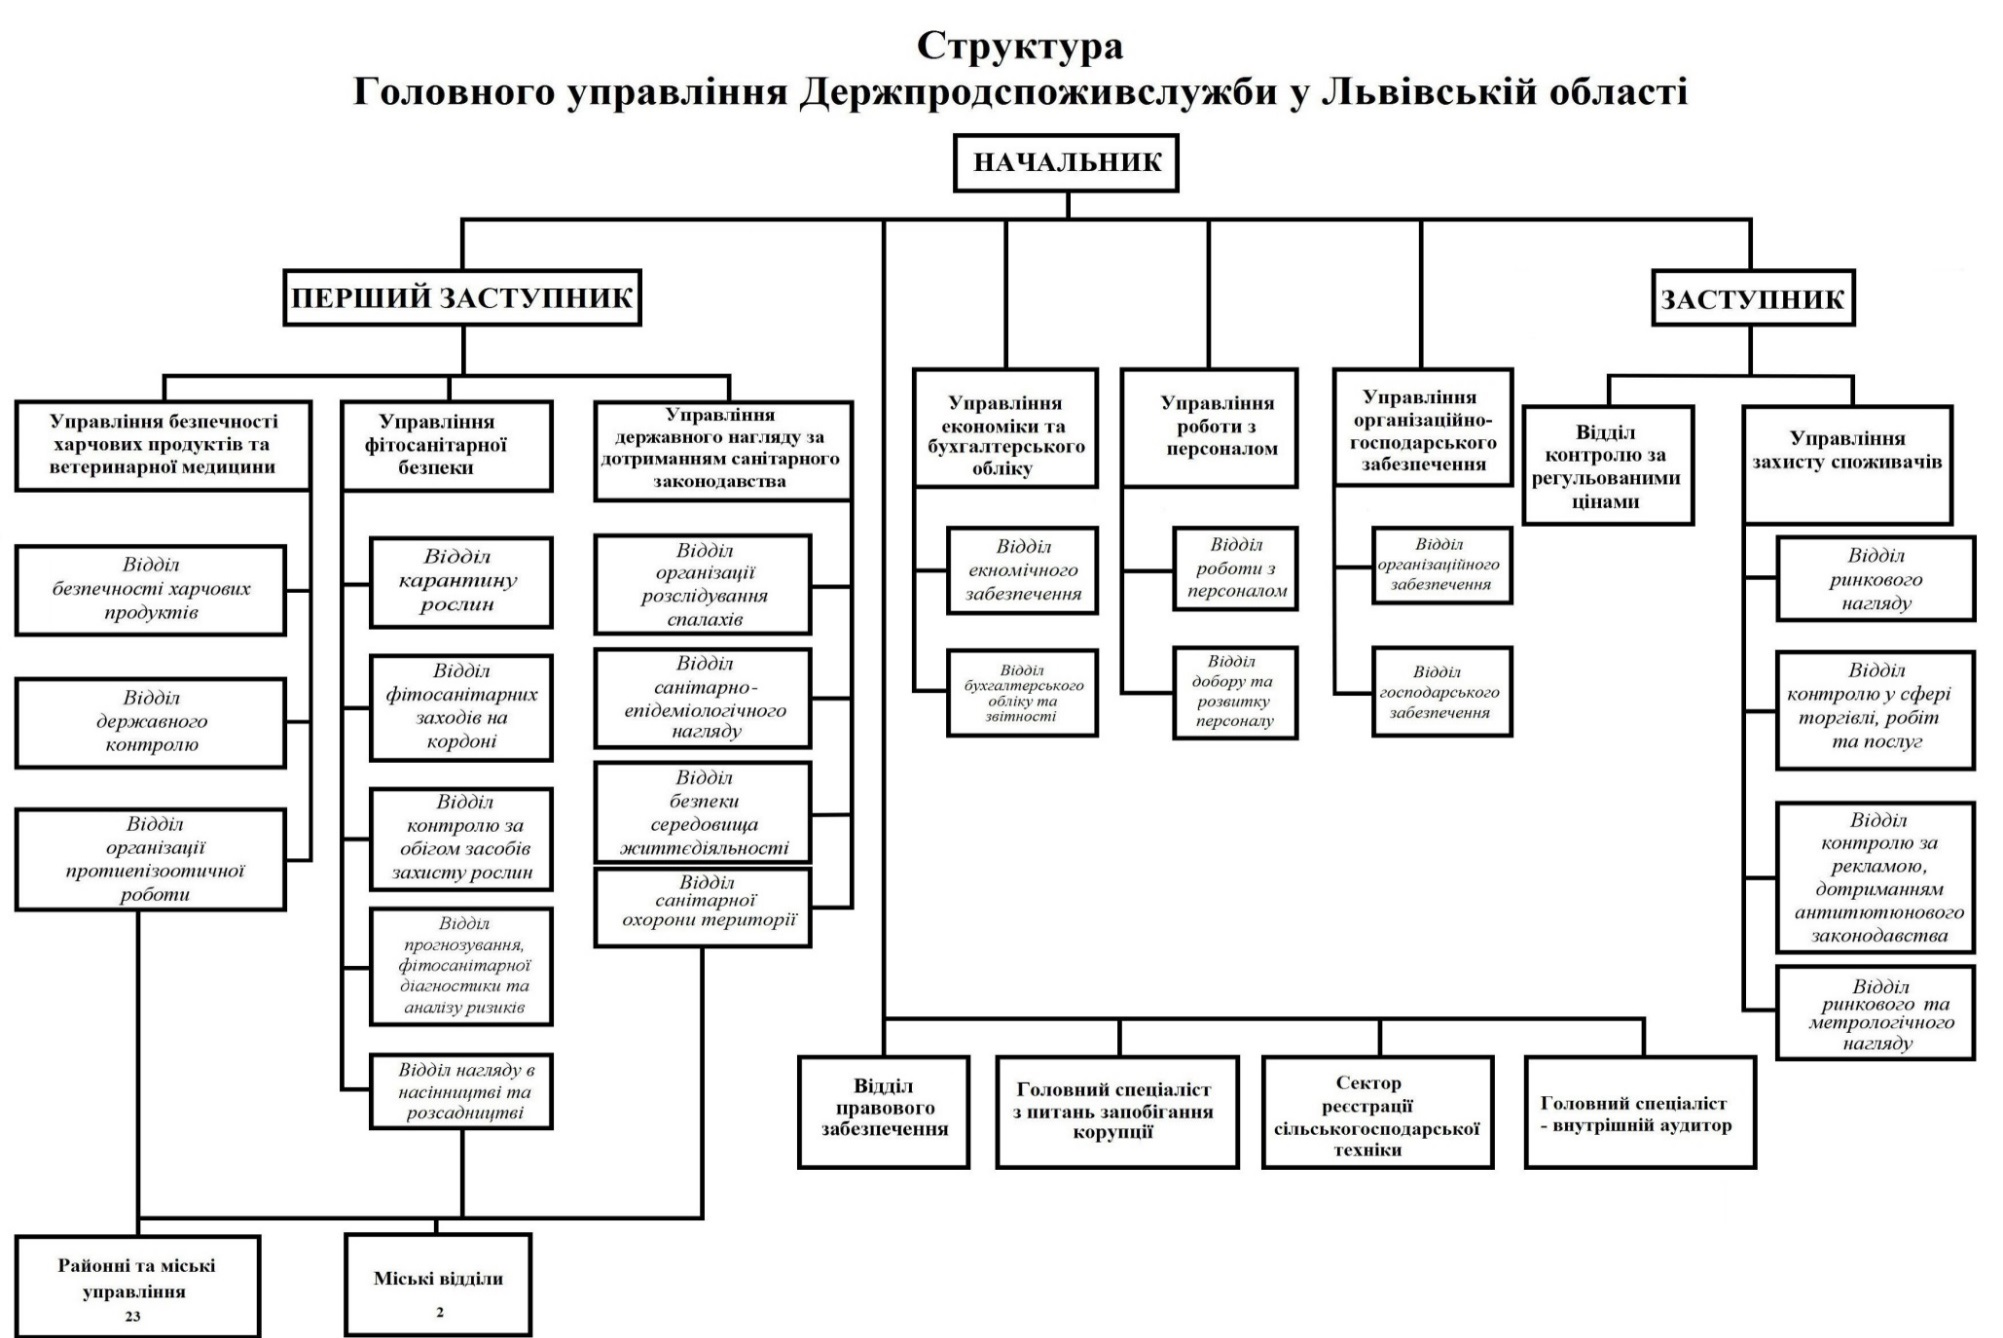 Структура
Головного управління Держпродспоживслужби у Львівській області
НАЧАЛЬНИК
ПЕРШИЙ ЗАСТУПНИК
ЗАСТУПНИК
Управління безпечності
харчових продуктів та
ветеринарної медицини
Управління
фітосанітарної
безпеки
Управління
державного нагляду за
дотриманням санітарного
законодавства
Управління
економіки та
бухгалтерського
обліку
Управління
роботи з
персоналом
Управління
організаційно-
господарського
забезпечення
Відділ
контролю за
регульованими
цінами
Управління
захисту споживачів
Відділ
безпечності харчових
продуктів
Відділ
державного
контролю
Відділ
організації
протиепізоотичної
роботи
Відділ
карантину
рослин
Відділ
фітосанітарних
заходів на
кордоні
Відділ
контролю за
обігом засобів
захисту рослин
Відділ
прогнозування,
фітосанітарної
діагностики та
аналізу ризиків
Відділ нагляду в
насінництві та
розсадництві
Відділ
організації
розслідування
спалахів
Відділ
санітарно-
епідеміологічного
нагляду
Відділ
безпеки
середовища
життєдіяльності
Відділ
санітарної
охорони території
Відділ
екномічного
забезпечення
Відділ
бухгалтерського
обліку та
звітності
Відділ
роботи з
персоналом
Відділ
добору та
розвитку
персоналу
Відділ
організаційного
забезпечення
Відділ
господарського
забезпечення
Відділ
ринкового
нагляду
Відділ
контролю у сфері
торгівлі, робіт
та послуг
Відділ
контролю за
рекламою,
дотриманням
антитютюнового
законодавства
Відділ
ринкового та
метрологічного
нагляду
Відділ
правового
забезпечення
Головний спеціаліст
з питань запобігання
корупції
Сектор
реєстрації
сільськогосподарської
техніки
Головний спеціаліст
- внутрішній аудитор
Районні та міські
управління
23
Міські відділи
2